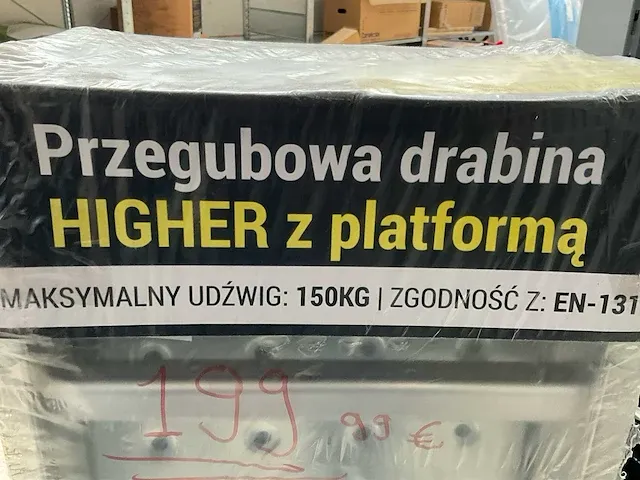 Przegubowa drabina
HIGHER z platformą
MAKSYMALNY UDŹWIG: 150KG | ZGODNOŚĆ Z: EN-131
199 99 €